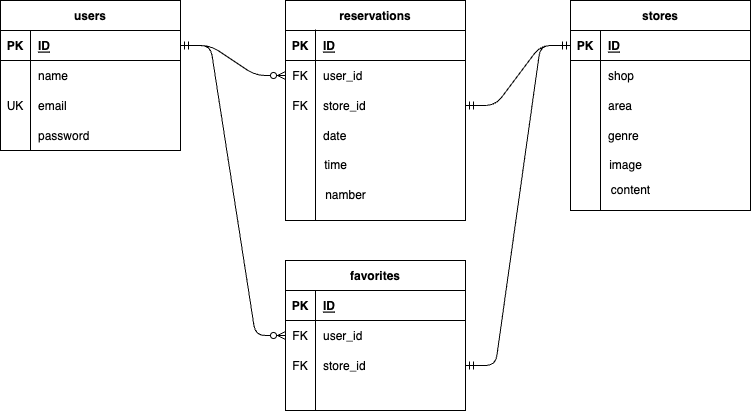 users
PK ID
name
UK email
password
reservations
PK ID
FK user_id
FK store_id
date
time
namber
stores
PK ID
shop
area
genre
image
content
favorites
PK ID
FK user_id
FK store_id